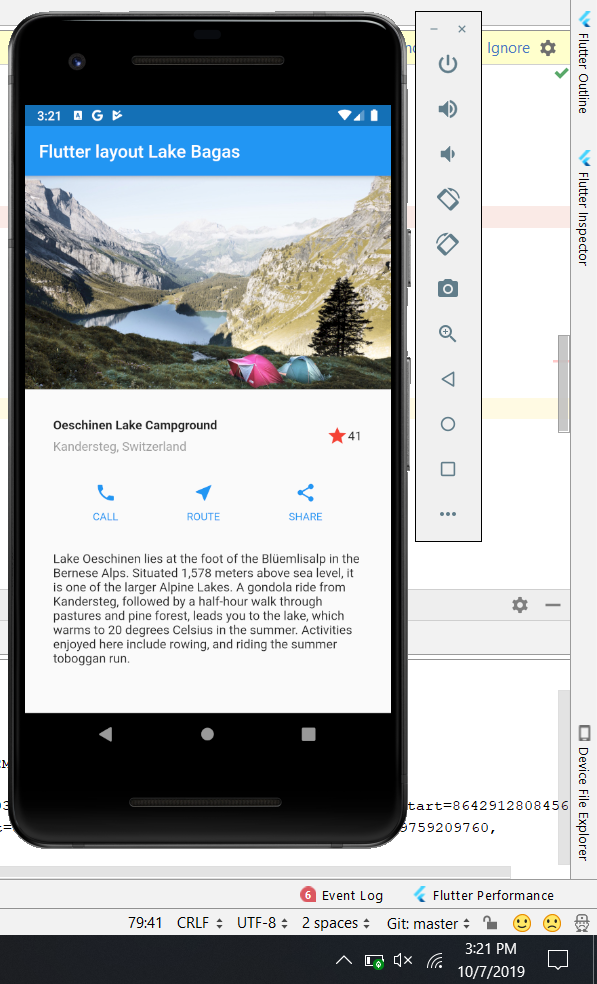 Ignore
Flutter Outline
Flutter Inspector
3:21
Flutter layout Lake Bagas
Oeschinen Lake Campground
Kandersteg, Switzerland
41
CALL
ROUTE
SHARE
Lake Oeschinen lies at the foot of the Blüemlisalp in the
Bernese Alps. Situated 1,578 meters above sea level, it
is one of the larger Alpine Lakes. A gondola ride from
Kandersteg, followed by a half-hour walk through
pastures and pine forest, leads you to the lake, which
warms to 20 degrees Celsius in the summer. Activities
enjoyed here include rowing, and riding the summer
toboggan run.
Device File Explorer
tart=8642912808456
9759209760,
6 Event Log
Flutter Performance
79:41 CRLF UTF-8 2 spaces Git: master
3:21 PM
10/7/2019